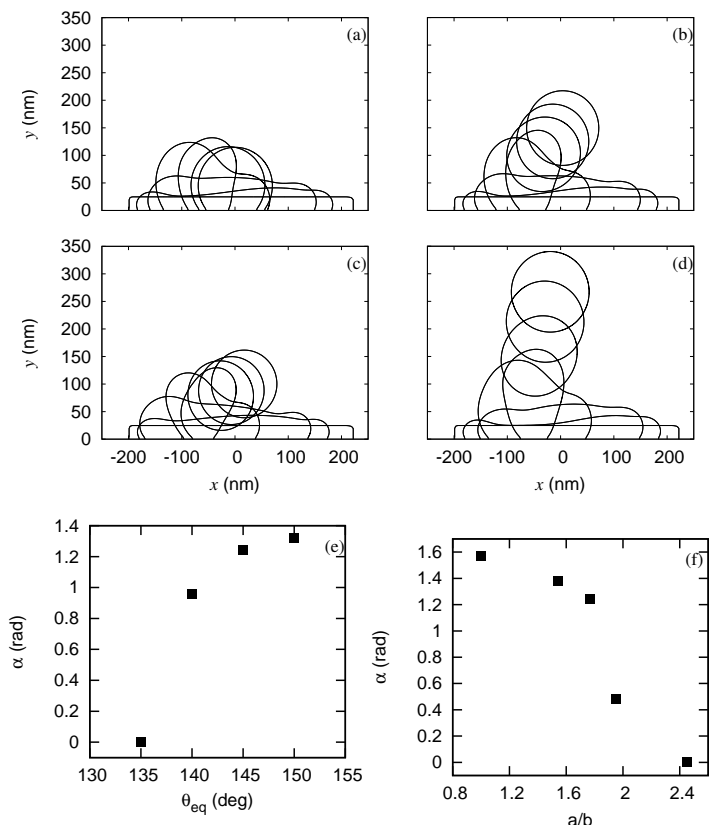 350
300
250
200
150
100
50
0
y (nm)
(a)
(b)
350
300
250
200
150
100
50
0
y (nm)
(c)
(d)
-200 -100 0 100 200
-200 -100 0 100 200
x (nm)
x (nm)
1.4
1.2
1
0.8
0.6
0.4
0.2
0
α (rad)
(e)
130 135 140 145 150 155
θeq (deg)
1.6
1.4
1.2
1
0.8
0.6
0.4
0.2
0
α (rad)
(f)
0.8 1.2 1.6 2 2.4
a/b